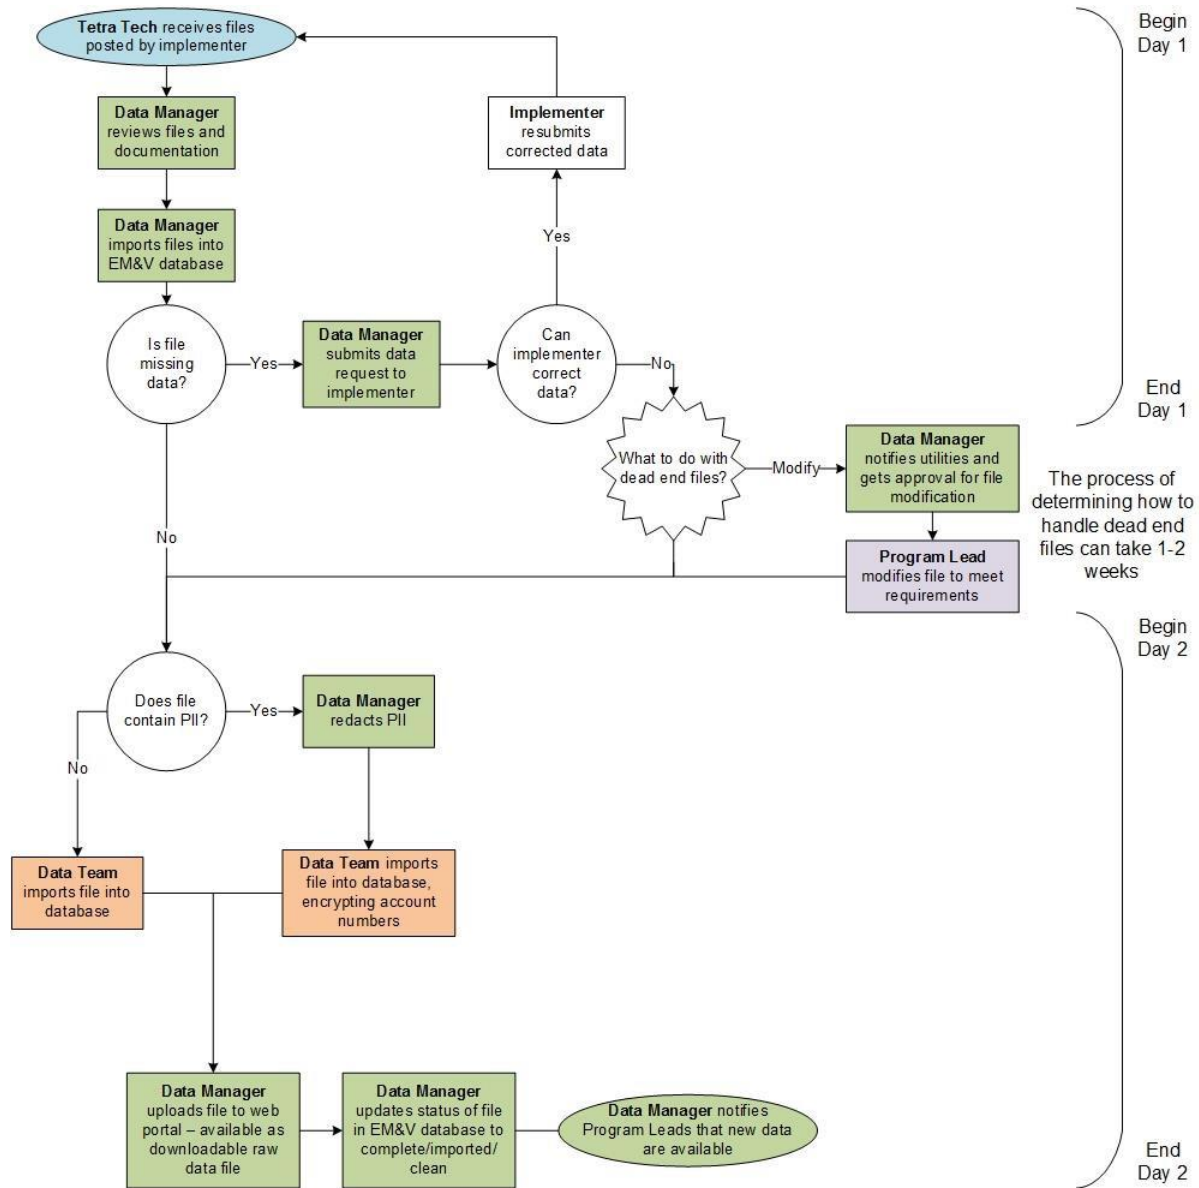 Tetra Tech receives files
posted by implementer
Begin
Day 1
Data Manager
reviews files and
documentation
Implementer
resubmits
corrected data
Data Manager
imports files into
EM&V database
Yes
Is file
missing
data?
Yes
Data Manager
submits data
request to
implementer
Can
implementer
correct
data?
No
End
Day 1
What to do with
dead end files?
Modify
Data Manager
notifies utilities and
gets approval for file
modification
The process of
determining how to
handle dead end
files can take 1-2
weeks
No
Program Lead
modifies file to meet
requirements
Begin
Day 2
Does file
contain PII?
Yes
Data Manager
redacts PII
No
Data Team
imports file into
database
Data Team imports
file into database,
encrypting account
numbers
Data Manager
uploads file to web
portal – available as
downloadable raw
data file
Data Manager
updates status of file
in EM&V database to
complete/imported/
clean
Data Manager notifies
Program Leads that new data
are available
End
Day 2